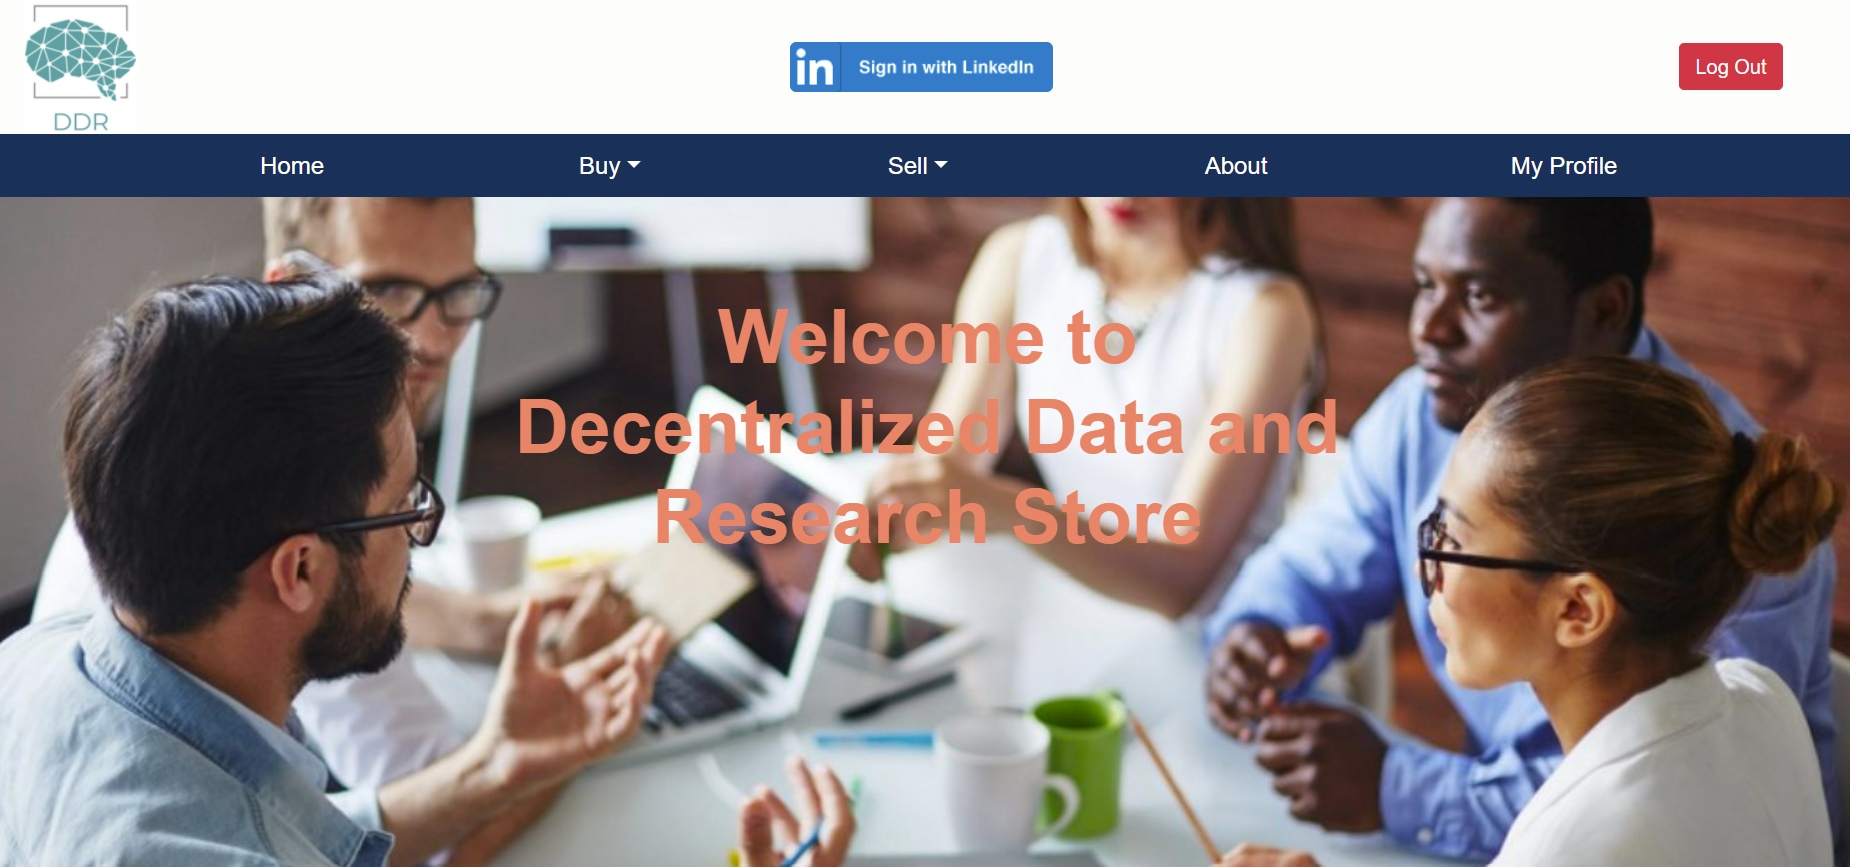 DDR
in Sign in with LinkedIn
Log Out
Home
Buy
Sell
About
My Profile
Welcome to
Decentralized Data and
Research Store